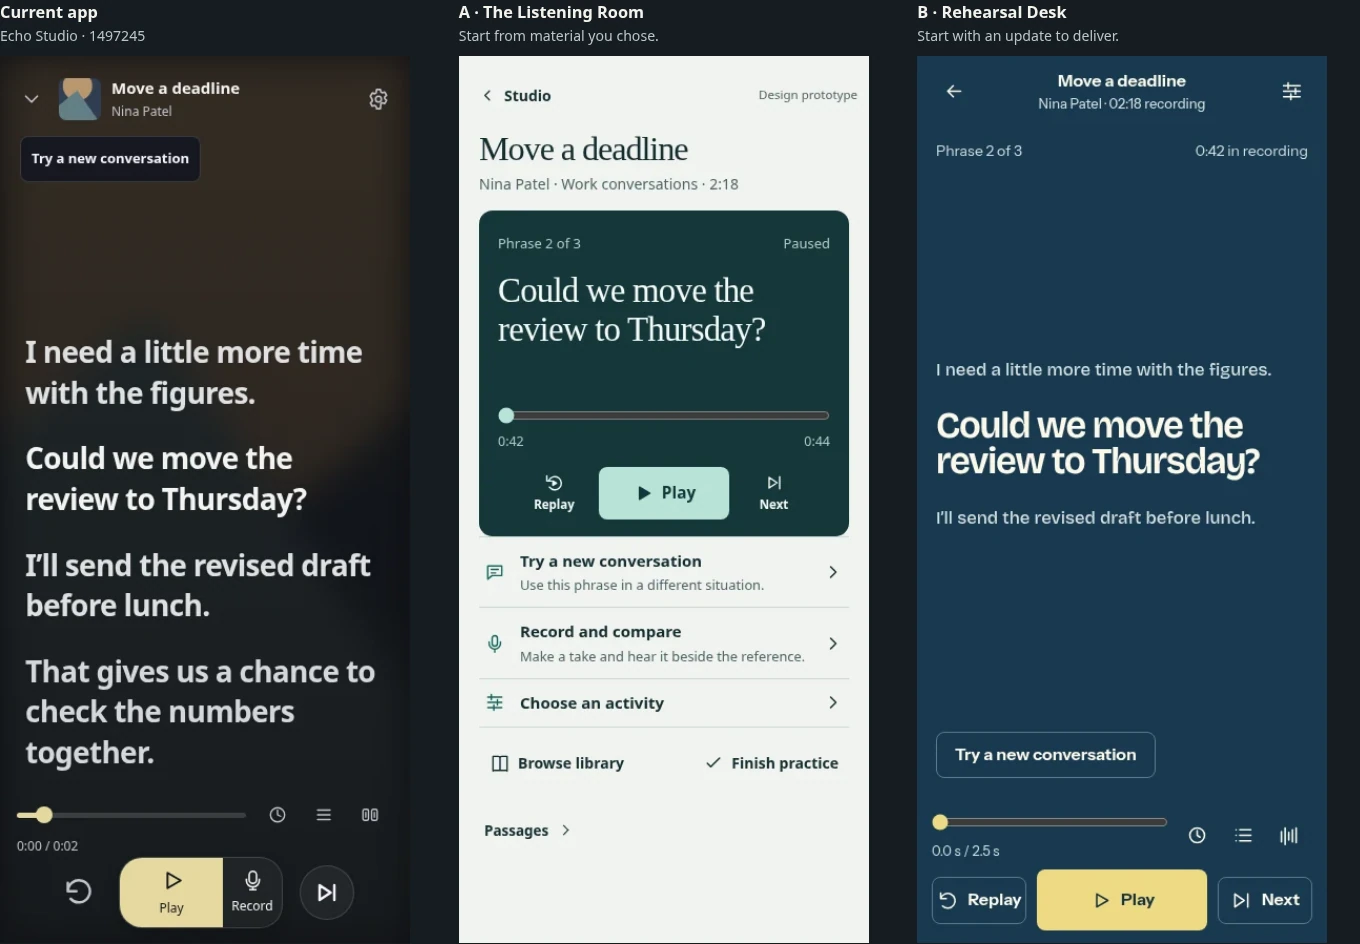 Current app
Echo Studio · 1497245
Move a deadline
Nina Patel
Try a new conversation
I need a little more time
with the figures.
Could we move the
review to Thursday?
I’ll send the revised draft
before lunch.
That gives us a chance to
check the numbers
together.
0:00 / 0:02
Play
Record
A · The Listening Room
Start from material you chose.
Studio
Design prototype
Move a deadline
Nina Patel · Work conversations · 2:18
Phrase 2 of 3
Paused
Could we move the
review to Thursday?
0:42
0:44
Replay
Play
Next
Try a new conversation
Use this phrase in a different situation.
Record and compare
Make a take and hear it beside the reference.
Choose an activity
Browse library
Finish practice
Passages
B · Rehearsal Desk
Start with an update to deliver.
Move a deadline
Nina Patel · 02:18 recording
Phrase 2 of 3
0:42 in recording
I need a little more time with the figures.
Could we move the
review to Thursday?
I’ll send the revised draft before lunch.
Try a new conversation
0.0 s / 2.5 s
Replay
Play
Next